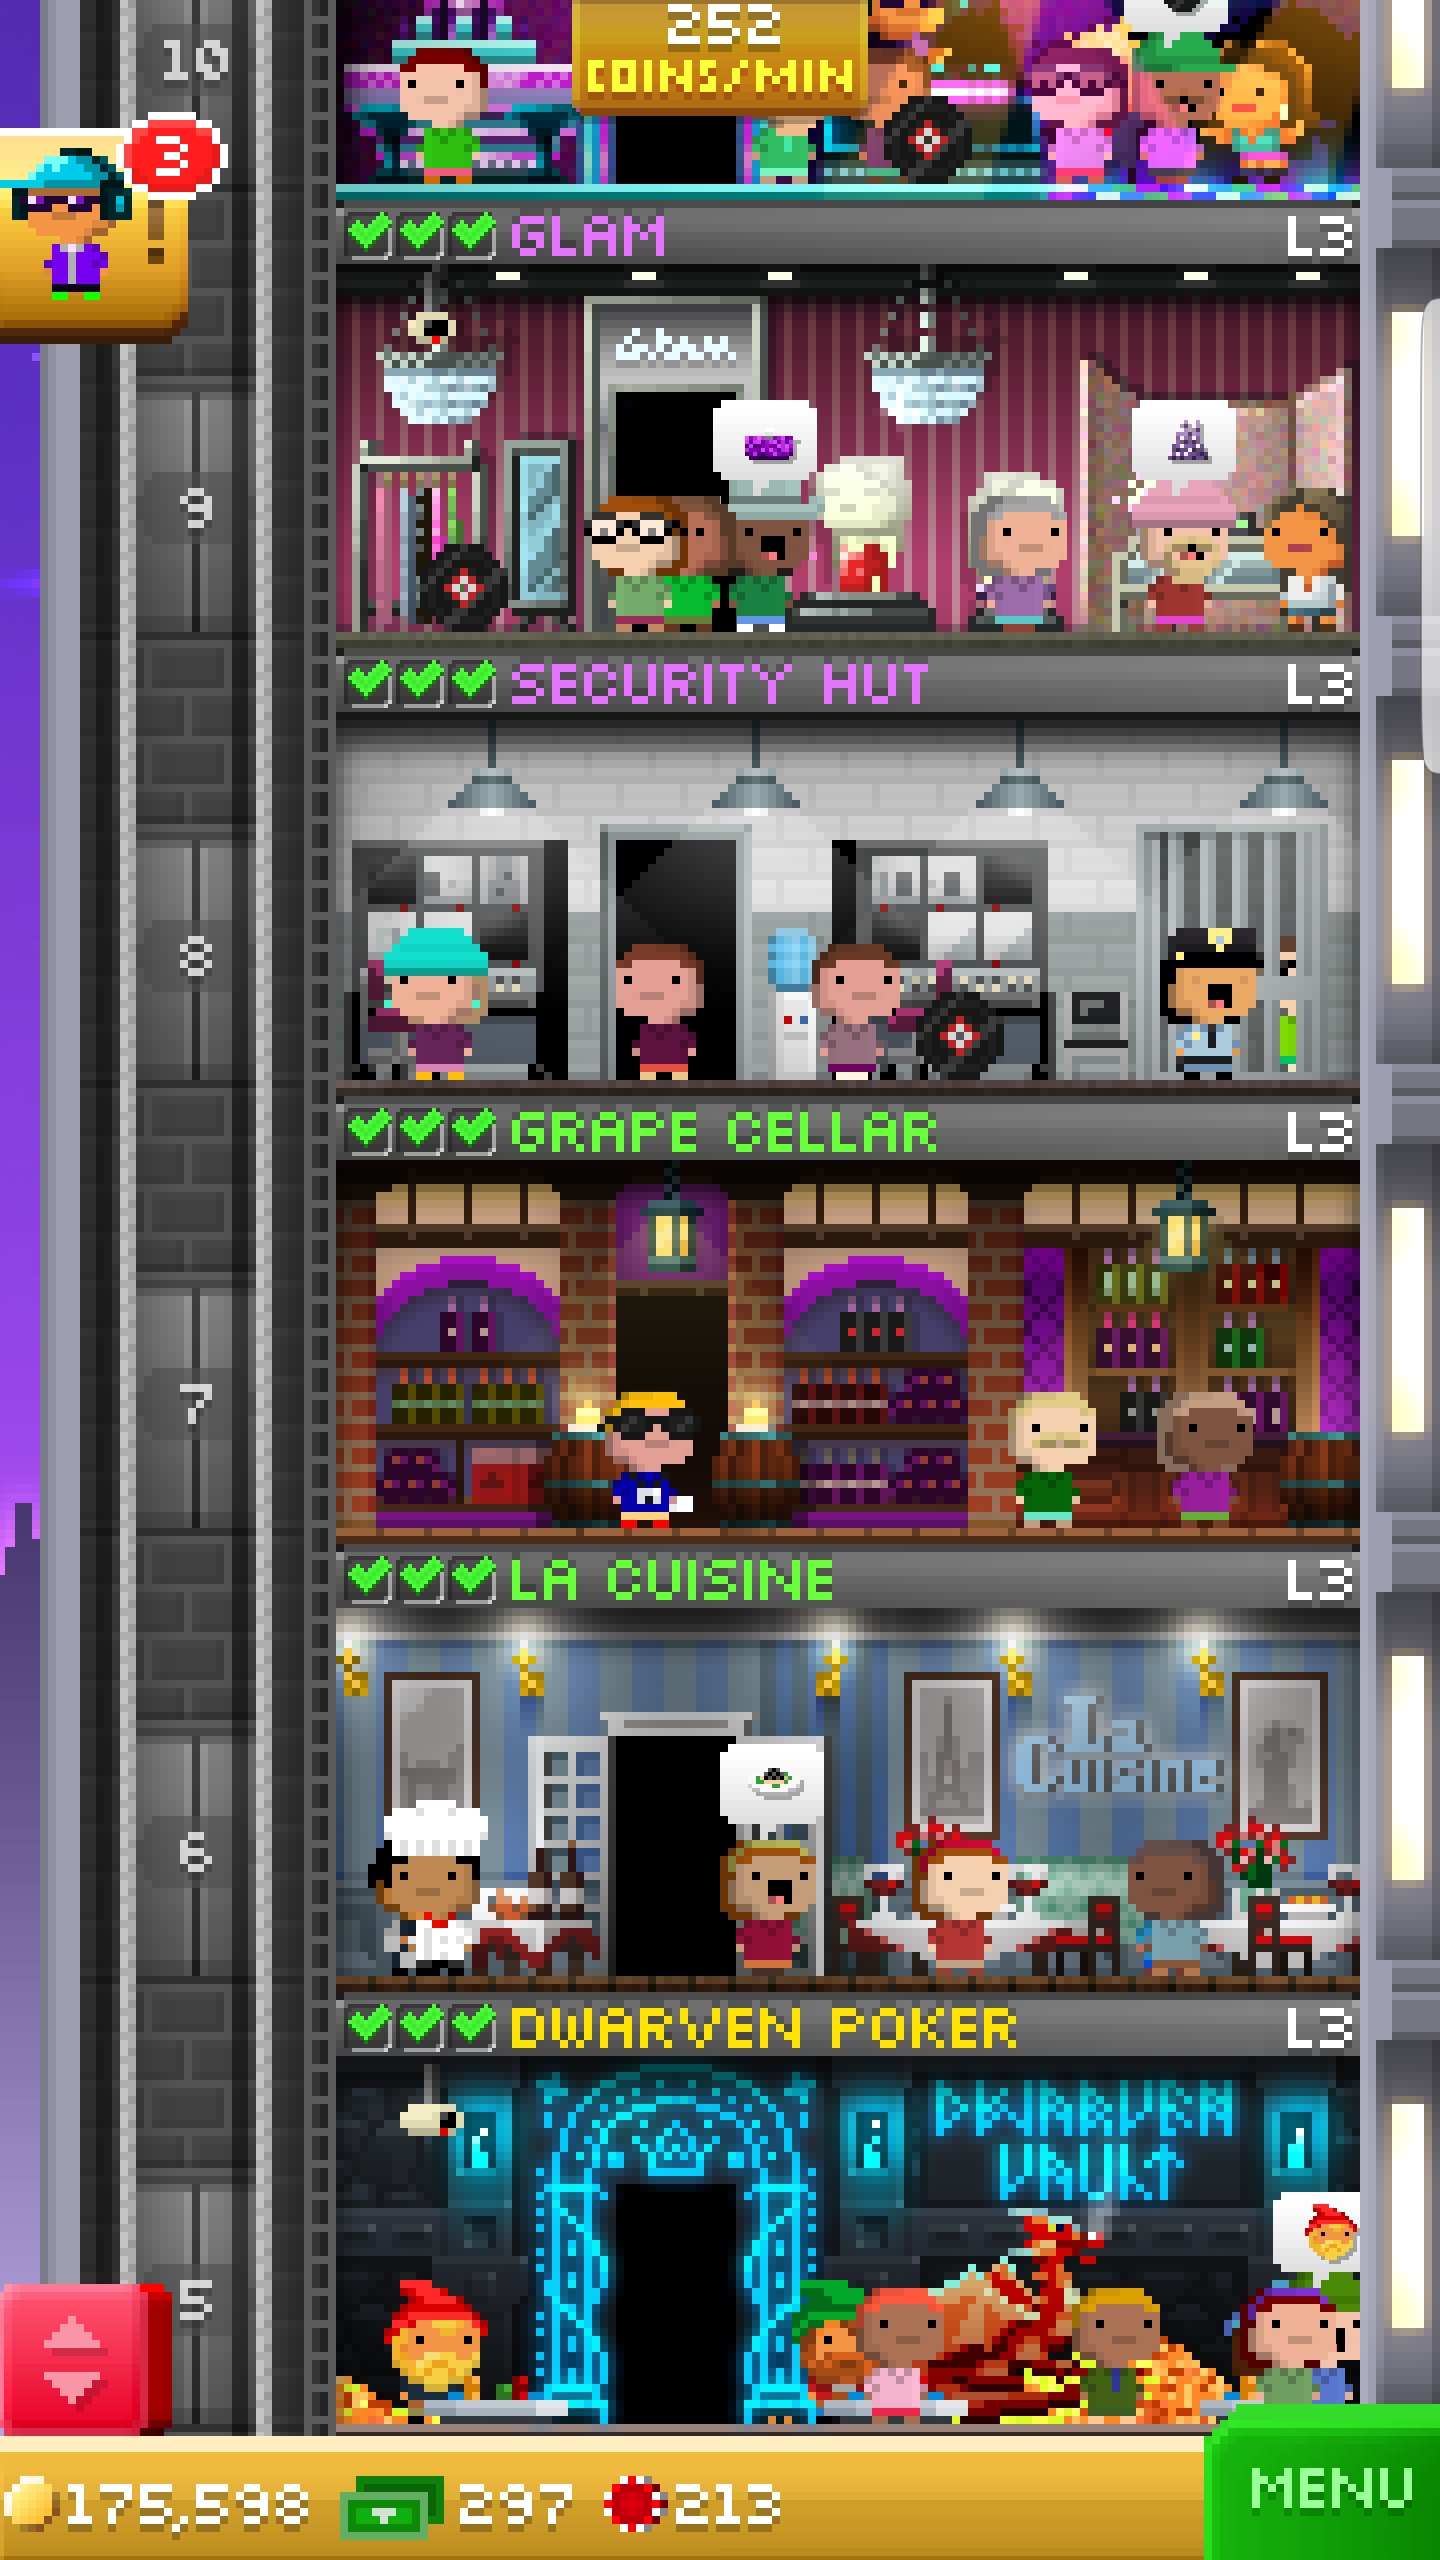 10
252
COINS/MIN
3
GLAM L3
Glam
9
SECURITY HUT L3
8
GRAPE CELLAR L3
7
LA CUISINE L3
La
Cuisine
6
DWARVEN POKER L3
DWARVEN
VAULT
5
175,598 297 213
MENU